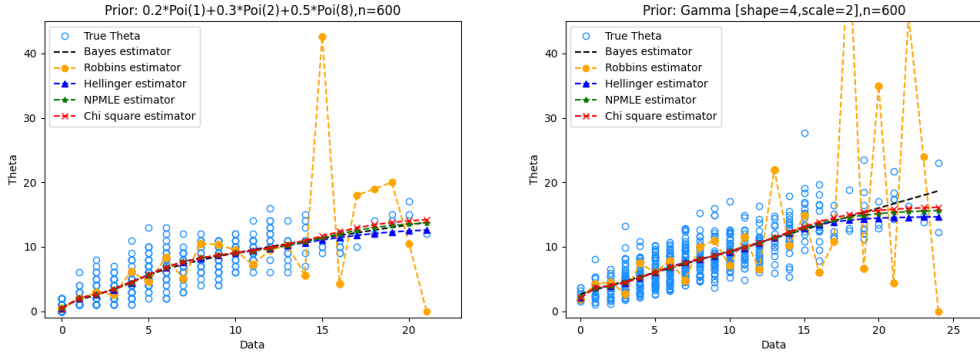 Prior: 0.2*Poi(1)+0.3*Poi(2)+0.5*Poi(8),n=600
True Theta
Bayes estimator
Robbins estimator
Hellinger estimator
NPMLE estimator
Chi square estimator
40
30
20
10
0
Theta
0
5
10
15
20
Data
Prior: Gamma [shape=4,scale=2],n=600
True Theta
Bayes estimator
Robbins estimator
Hellinger estimator
NPMLE estimator
Chi square estimator
40
30
20
10
0
Theta
0
5
10
15
20
25
Data